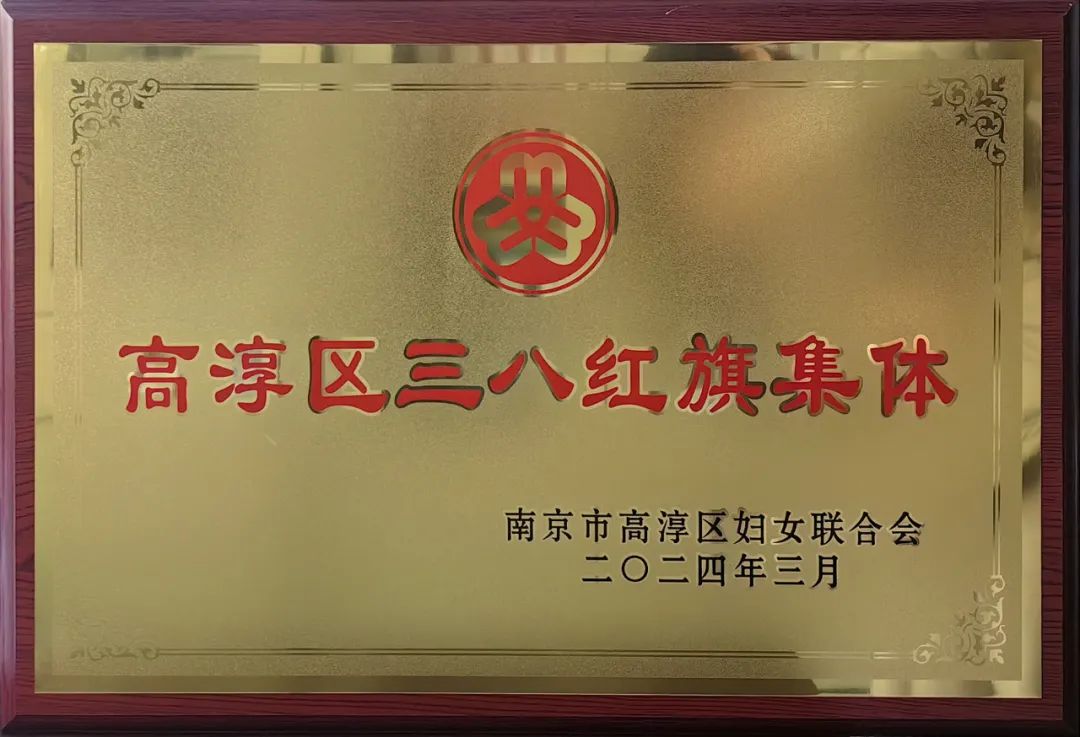 高淳区三八红旗集体
南京市高淳区妇女联合会
二〇二四年三月